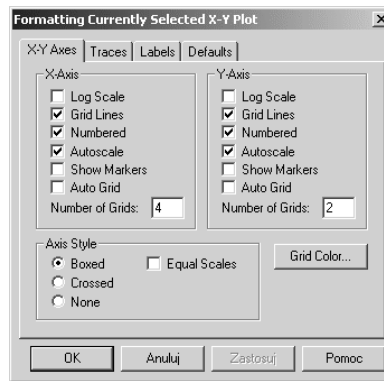 Formatting Currently Selected X-Y Plot
X-Y Axes Traces Labels Defaults
X-Axis
Log Scale
Grid Lines
Numbered
Autoscale
Show Markers
Auto Grid
Number of Grids: 4
Y-Axis
Log Scale
Grid Lines
Numbered
Autoscale
Show Markers
Auto Grid
Number of Grids: 2
Axis Style
Boxed
Crossed
None
Equal Scales
Grid Color...
OK Anuluj Zastosuj Pomoc